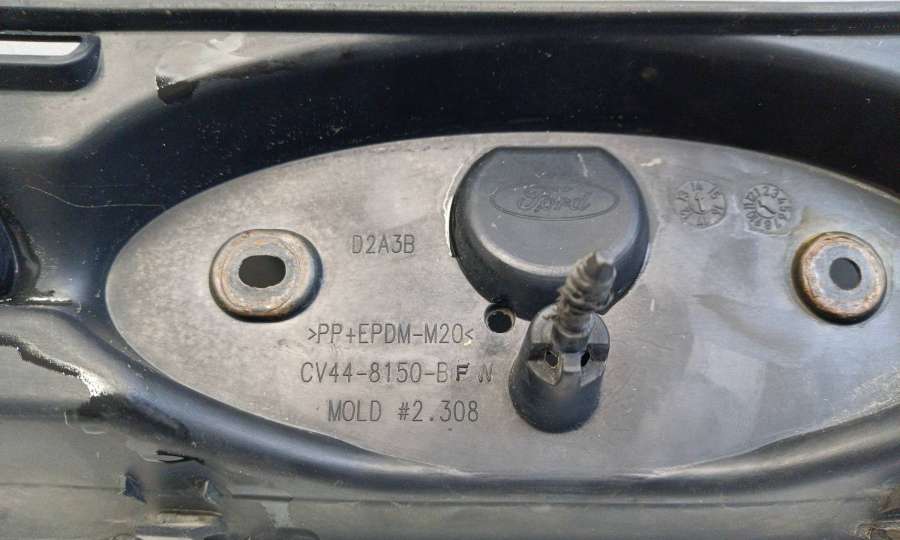 Ford
D2A3B
>PP+EPDM-M20<
CV44-8150-BFW
MOLD #2.308